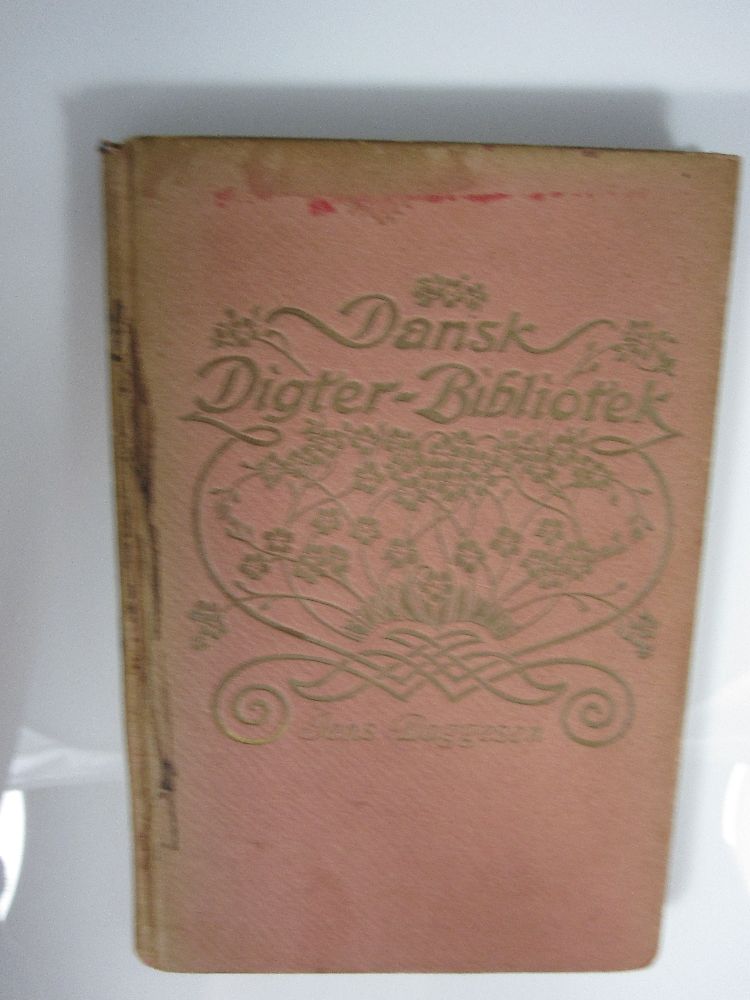 Dansk
Digter-Bibliotek
Jens Baggesen